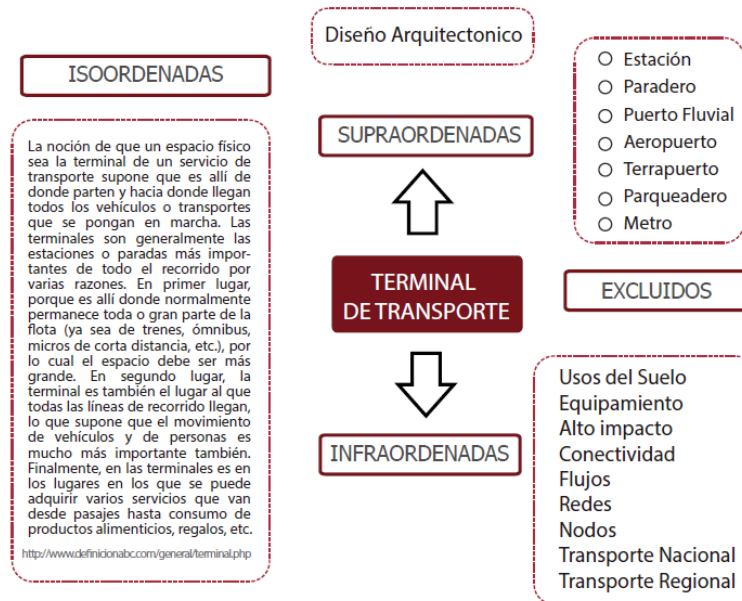 Diseño Arquitectonico
ISOORDENADAS
La noción de que un espacio físico
sea la terminal de un servicio de
transporte supone que es allí de
donde parten y hacia donde llegan
todos los vehículos o transportes
que se pongan en marcha. Las
terminales son generalmente las
estaciones o paradas más impor-
tantes de todo el recorrido por
varias razones. En primer lugar,
porque es allí donde normalmente
permanece toda o gran parte de la
flota (ya sea de trenes, ómnibus,
micros de corta distancia, etc.), por
lo cual el espacio debe ser más
grande. En segundo lugar, la
terminal es también el lugar al que
todas las líneas de recorrido llegan,
lo que supone que el movimiento
de vehículos y de personas es
mucho más importante también.
Finalmente, en las terminales es en
los lugares en los que se puede
adquirir varios servicios que van
desde pasajes hasta consumo de
productos alimenticios, regalos, etc.
http://www.definicionabc.com/general/terminal.php
SUPRAORDENADAS
TERMINAL
DE TRANSPORTE
INFRAORDENADAS
Estación
Paradero
Puerto Fluvial
Aeropuerto
Terrapuerto
Parqueadero
Metro
EXCLUIDOS
Usos del Suelo
Equipamiento
Alto impacto
Conectividad
Flujos
Redes
Nodos
Transporte Nacional
Transporte Regional